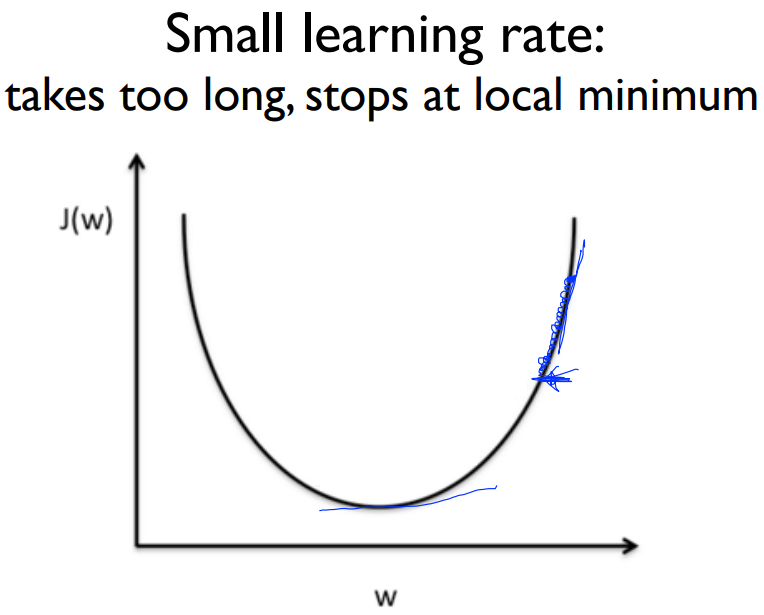 Small learning rate:
takes too long, stops at local minimum
J(w)
w